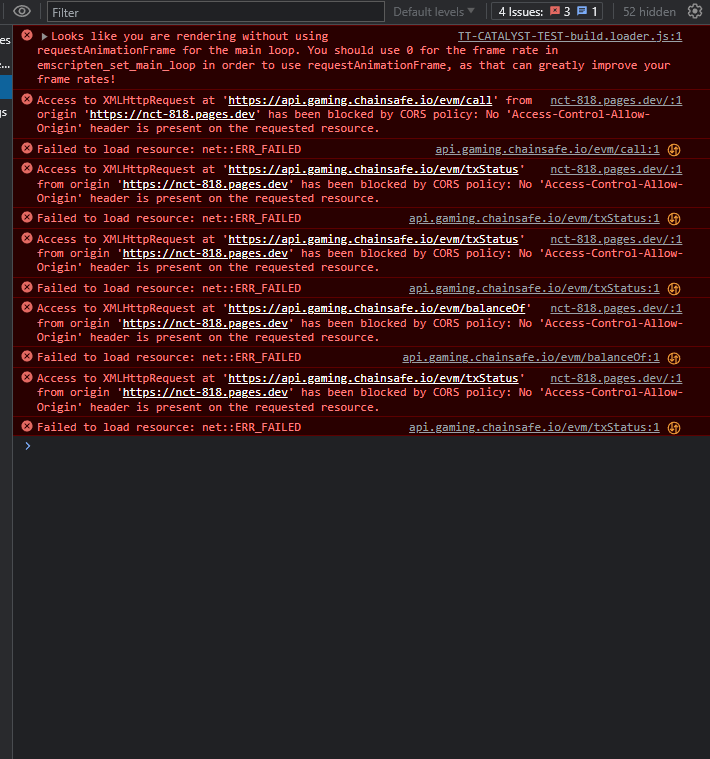 Filter
Default levels
4 Issues: 3 1
52 hidden
es
e...
gs
Looks like you are rendering without using TT-CATALYST-TEST-build.loader.js:1
requestAnimationFrame for the main loop. You should use 0 for the frame rate in
emscripten_set_main_loop in order to use requestAnimationFrame, as that can greatly improve your
frame rates!
Access to XMLHttpRequest at 'https://api.gaming.chainsafe.io/evm/call' from nct-818.pages.dev/:1
origin 'https://nct-818.pages.dev' has been blocked by CORS policy: No 'Access-Control-Allow-
Origin' header is present on the requested resource.
Failed to load resource: net::ERR_FAILED api.gaming.chainsafe.io/evm/call:1
Access to XMLHttpRequest at 'https://api.gaming.chainsafe.io/evm/txStatus' nct-818.pages.dev/:1
from origin 'https://nct-818.pages.dev' has been blocked by CORS policy: No 'Access-Control-Allow-
Origin' header is present on the requested resource.
Failed to load resource: net::ERR_FAILED api.gaming.chainsafe.io/evm/txStatus:1
Access to XMLHttpRequest at 'https://api.gaming.chainsafe.io/evm/txStatus' nct-818.pages.dev/:1
from origin 'https://nct-818.pages.dev' has been blocked by CORS policy: No 'Access-Control-Allow-
Origin' header is present on the requested resource.
Failed to load resource: net::ERR_FAILED api.gaming.chainsafe.io/evm/txStatus:1
Access to XMLHttpRequest at 'https://api.gaming.chainsafe.io/evm/balanceOf' nct-818.pages.dev/:1
from origin 'https://nct-818.pages.dev' has been blocked by CORS policy: No 'Access-Control-Allow-
Origin' header is present on the requested resource.
Failed to load resource: net::ERR_FAILED api.gaming.chainsafe.io/evm/balanceOf:1
Access to XMLHttpRequest at 'https://api.gaming.chainsafe.io/evm/txStatus' nct-818.pages.dev/:1
from origin 'https://nct-818.pages.dev' has been blocked by CORS policy: No 'Access-Control-Allow-
Origin' header is present on the requested resource.
Failed to load resource: net::ERR_FAILED api.gaming.chainsafe.io/evm/txStatus:1